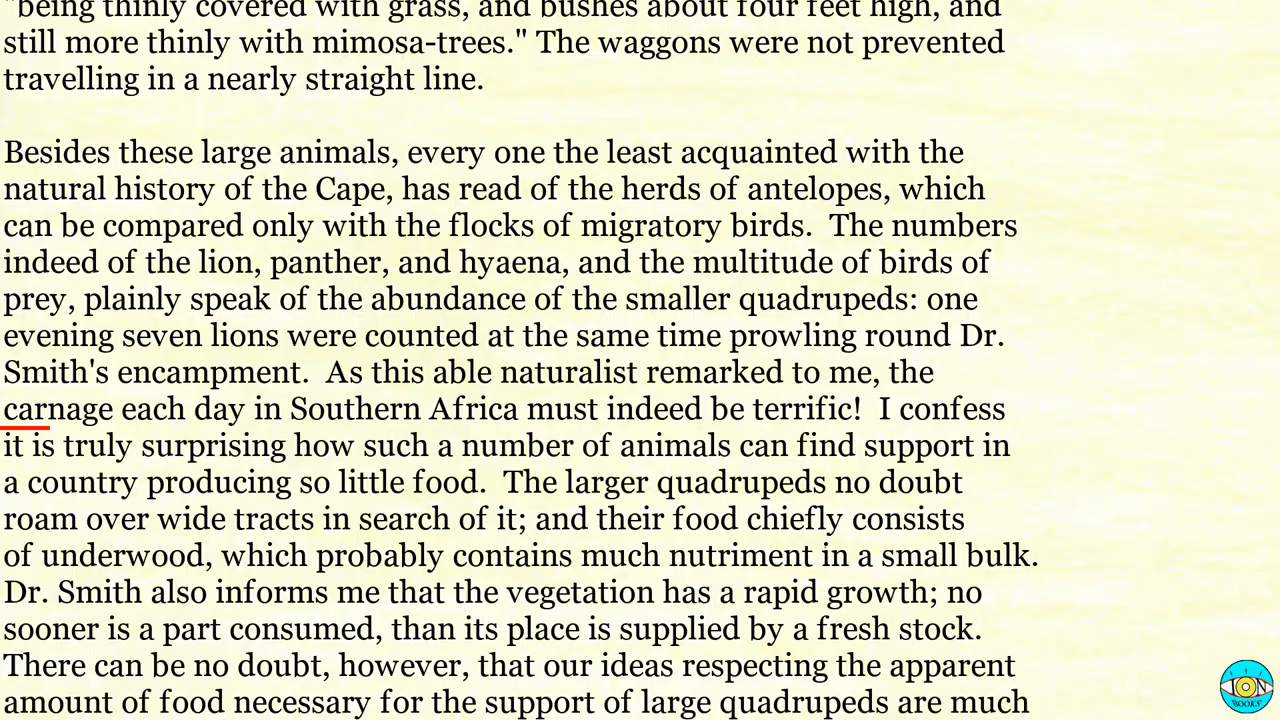 "being thinly covered with grass, and bushes about four feet high, and
still more thinly with mimosa-trees." The waggons were not prevented
travelling in a nearly straight line.
Besides these large animals, every one the least acquainted with the
natural history of the Cape, has read of the herds of antelopes, which
can be compared only with the flocks of migratory birds.  The numbers
indeed of the lion, panther, and hyaena, and the multitude of birds of
prey, plainly speak of the abundance of the smaller quadrupeds: one
evening seven lions were counted at the same time prowling round Dr.
Smith's encampment.  As this able naturalist remarked to me, the
carnage each day in Southern Africa must indeed be terrific!  I confess
it is truly surprising how such a number of animals can find support in
a country producing so little food.  The larger quadrupeds no doubt
roam over wide tracts in search of it; and their food chiefly consists
of underwood, which probably contains much nutriment in a small bulk.
Dr. Smith also informs me that the vegetation has a rapid growth; no
sooner is a part consumed, than its place is supplied by a fresh stock.
There can be no doubt, however, that our ideas respecting the apparent
amount of food necessary for the support of large quadrupeds are much
ION
BOOKS